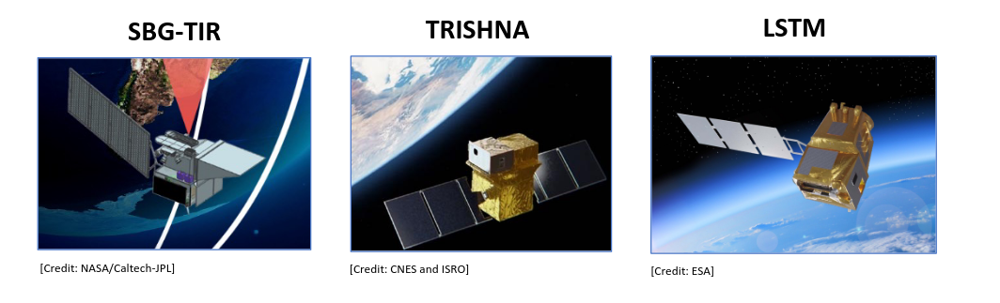 SBG-TIR
TRISHNA
LSTM
[Credit: NASA/Caltech-JPL]
[Credit: CNES and ISRO]
[Credit: ESA]